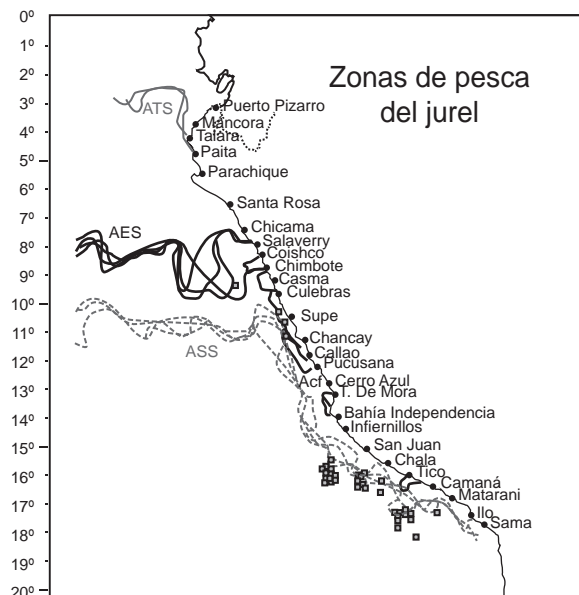 Zonas de pesca
del jurel
0º
1º
2º
3º
4º
5º
6º
7º
8º
9º
10º
11º
12º
13º
14º
15º
16º
17º
18º
19º
20º
ATS
Puerto Pizarro
Máncora
Talara
Paita
Parachique
Santa Rosa
Chicama
AES
Salaverry
Coishco
Chimbote
Casma
Culebras
Supe
ASS
Chancay
Callao
Pucusana
Acf
Cerro Azul
T. De Mora
Bahía Independencia
Infiernillos
San Juan
Chala
Tico
Camaná
Matarani
Ilo
Sama